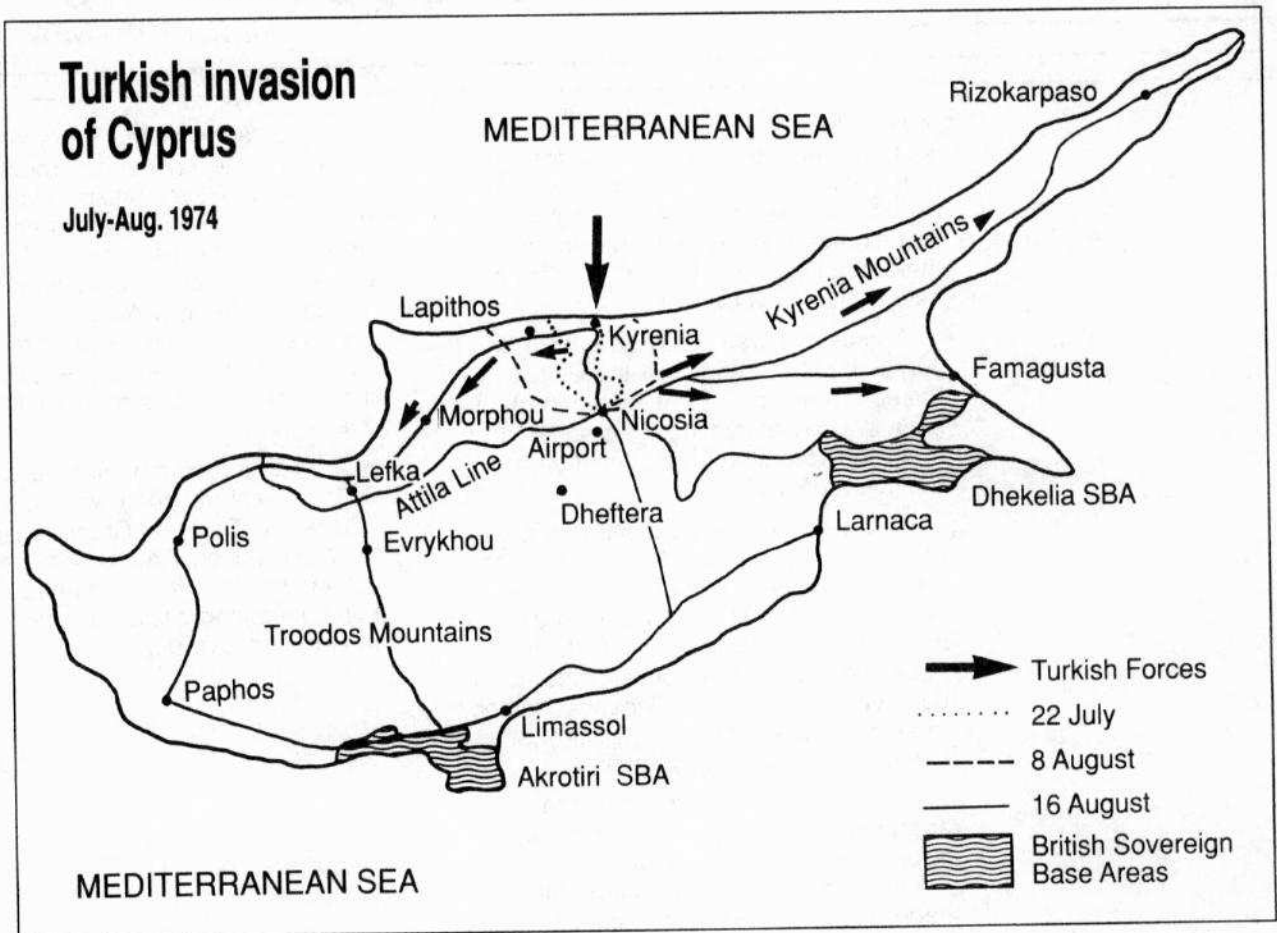 Turkish invasion
of Cyprus
July-Aug. 1974
MEDITERRANEAN SEA
Rizokarpaso
Kyrenia Mountains
Lapithos
Kyrenia
Famagusta
Morphou
Nicosia
Airport
Lefka
Attila Line
Dheftera
Dhekelia SBA
Larnaca
Polis
Evrykhou
Troodos Mountains
Paphos
Limassol
Akrotiri SBA
Turkish Forces
22 July
8 August
16 August
British Sovereign
Base Areas
MEDITERRANEAN SEA